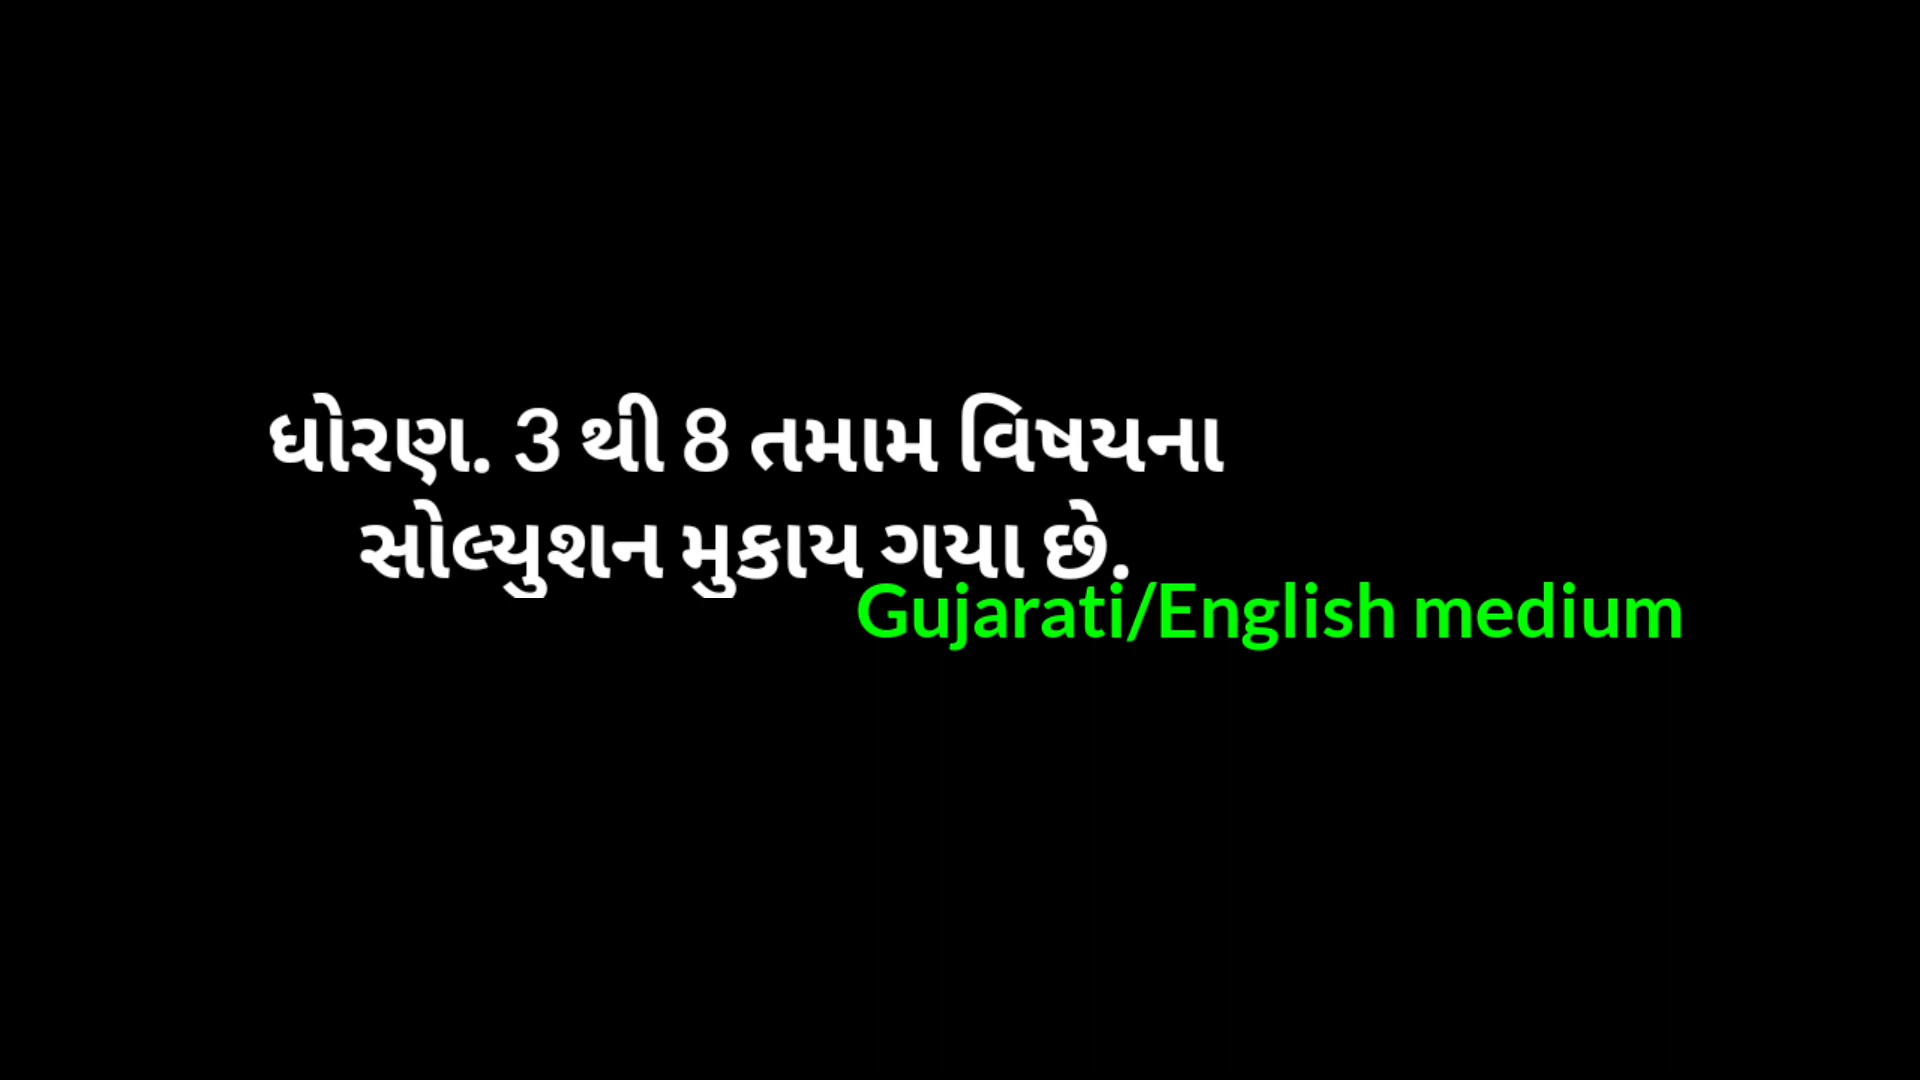 ધોરણ. 3 થી 8 તમામ વિષયના
સોલ્યુશન મુકાય ગયા છે.
Gujarati/English medium